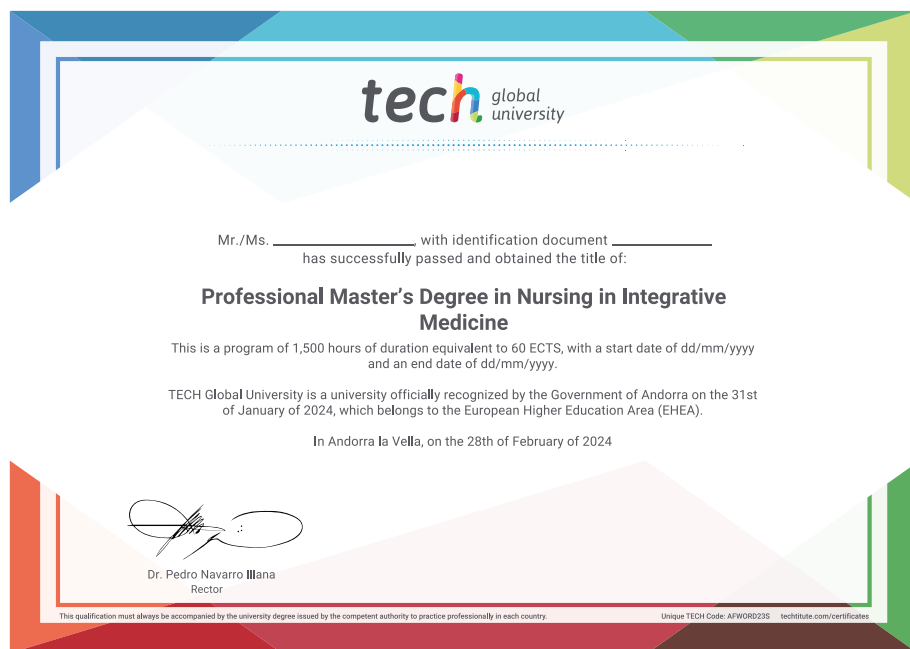 tech global
university
Mr./Ms. ____________, with identification document ____________
has successfully passed and obtained the title of:
Professional Master's Degree in Nursing in Integrative
Medicine
This is a program of 1,500 hours of duration equivalent to 60 ECTS, with a start date of dd/mm/yyyy
and an end date of dd/mm/yyyy.
TECH Global University is a university officially recognized by the Government of Andorra on the 31st
of January of 2024, which belongs to the European Higher Education Area (EHEA).
In Andorra la Vella, on the 28th of February of 2024
Dr. Pedro Navarro Illana
Rector
This qualification must always be accompanied by the university degree issued by the competent authority to practice professionally in each country.
Unique TECH Code: AFWORD23S techtitute.com/certificates